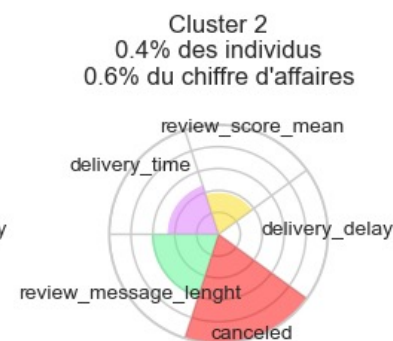 Cluster 2
0.4% des individus
0.6% du chiffre d'affaires
review_score_mean
delivery_time
y
delivery_delay
review_message_lenght
canceled